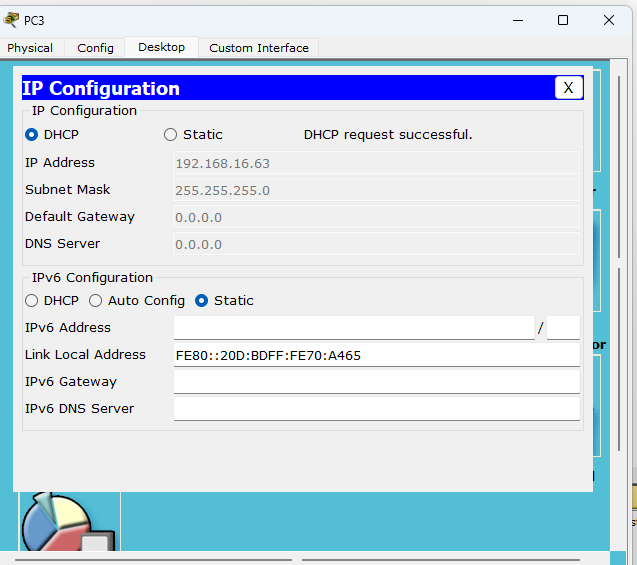 PC3
Physical Config Desktop Custom Interface
IP Configuration X
IP Configuration
DHCP Static DHCP request successful.
IP Address 192.168.16.63
Subnet Mask 255.255.255.0
Default Gateway 0.0.0.0
DNS Server 0.0.0.0
IPv6 Configuration
DHCP Auto Config Static
IPv6 Address /
Link Local Address FE80::20D:BDFF:FE70:A465
IPv6 Gateway
IPv6 DNS Server
or